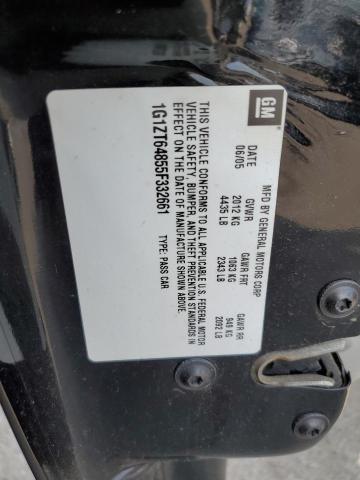 GM
MFD BY GENERAL MOTORS CORP
DATE GVWR GAWR FRT GAWR RR
06/05 2012 KG 1063 KG 949 KG
4435 LB 2343 LB 2092 LB
THIS VEHICLE CONFORMS TO ALL APPLICABLE U.S. FEDERAL MOTOR
VEHICLE SAFETY, BUMPER, AND THEFT PREVENTION STANDARDS IN
EFFECT ON THE DATE OF MANUFACTURE SHOWN ABOVE.
1G1ZT64855F332661 TYPE: PASS CAR